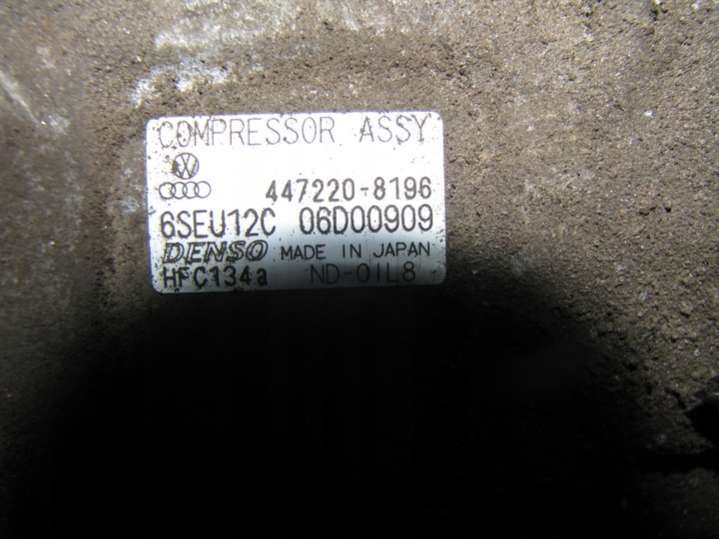 COMPRESSOR ASSY
447220-8196
6SEU12C 06D00909
DENSO MADE IN JAPAN
HFC134a ND-OIL8